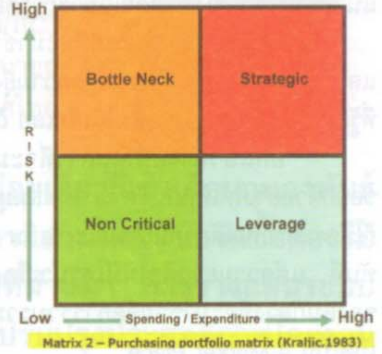 High
Bottle Neck
Strategic
RISK
Non Critical
Leverage
Low
Spending / Expenditure
High
Matrix 2 – Purchasing portfolio matrix (Kraljic.1983)